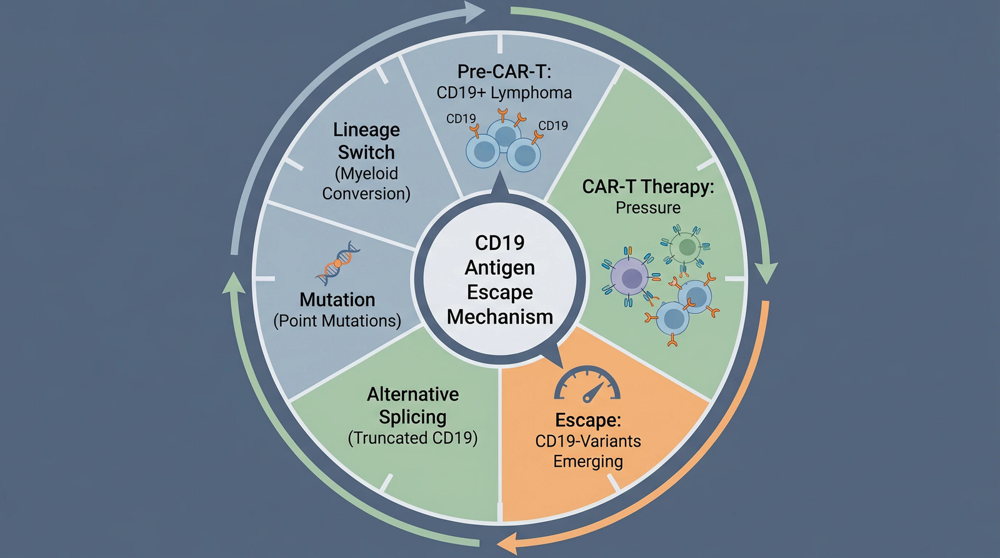 Pre-CAR-T:
CD19+ Lymphoma
CD19
CD19
CAR-T Therapy:
Pressure
Escape:
CD19-Variants
Emerging
Alternative
Splicing
(Truncated CD19)
Mutation
(Point Mutations)
Lineage
Switch
(Myeloid
Conversion)
CD19
Antigen
Escape
Mechanism